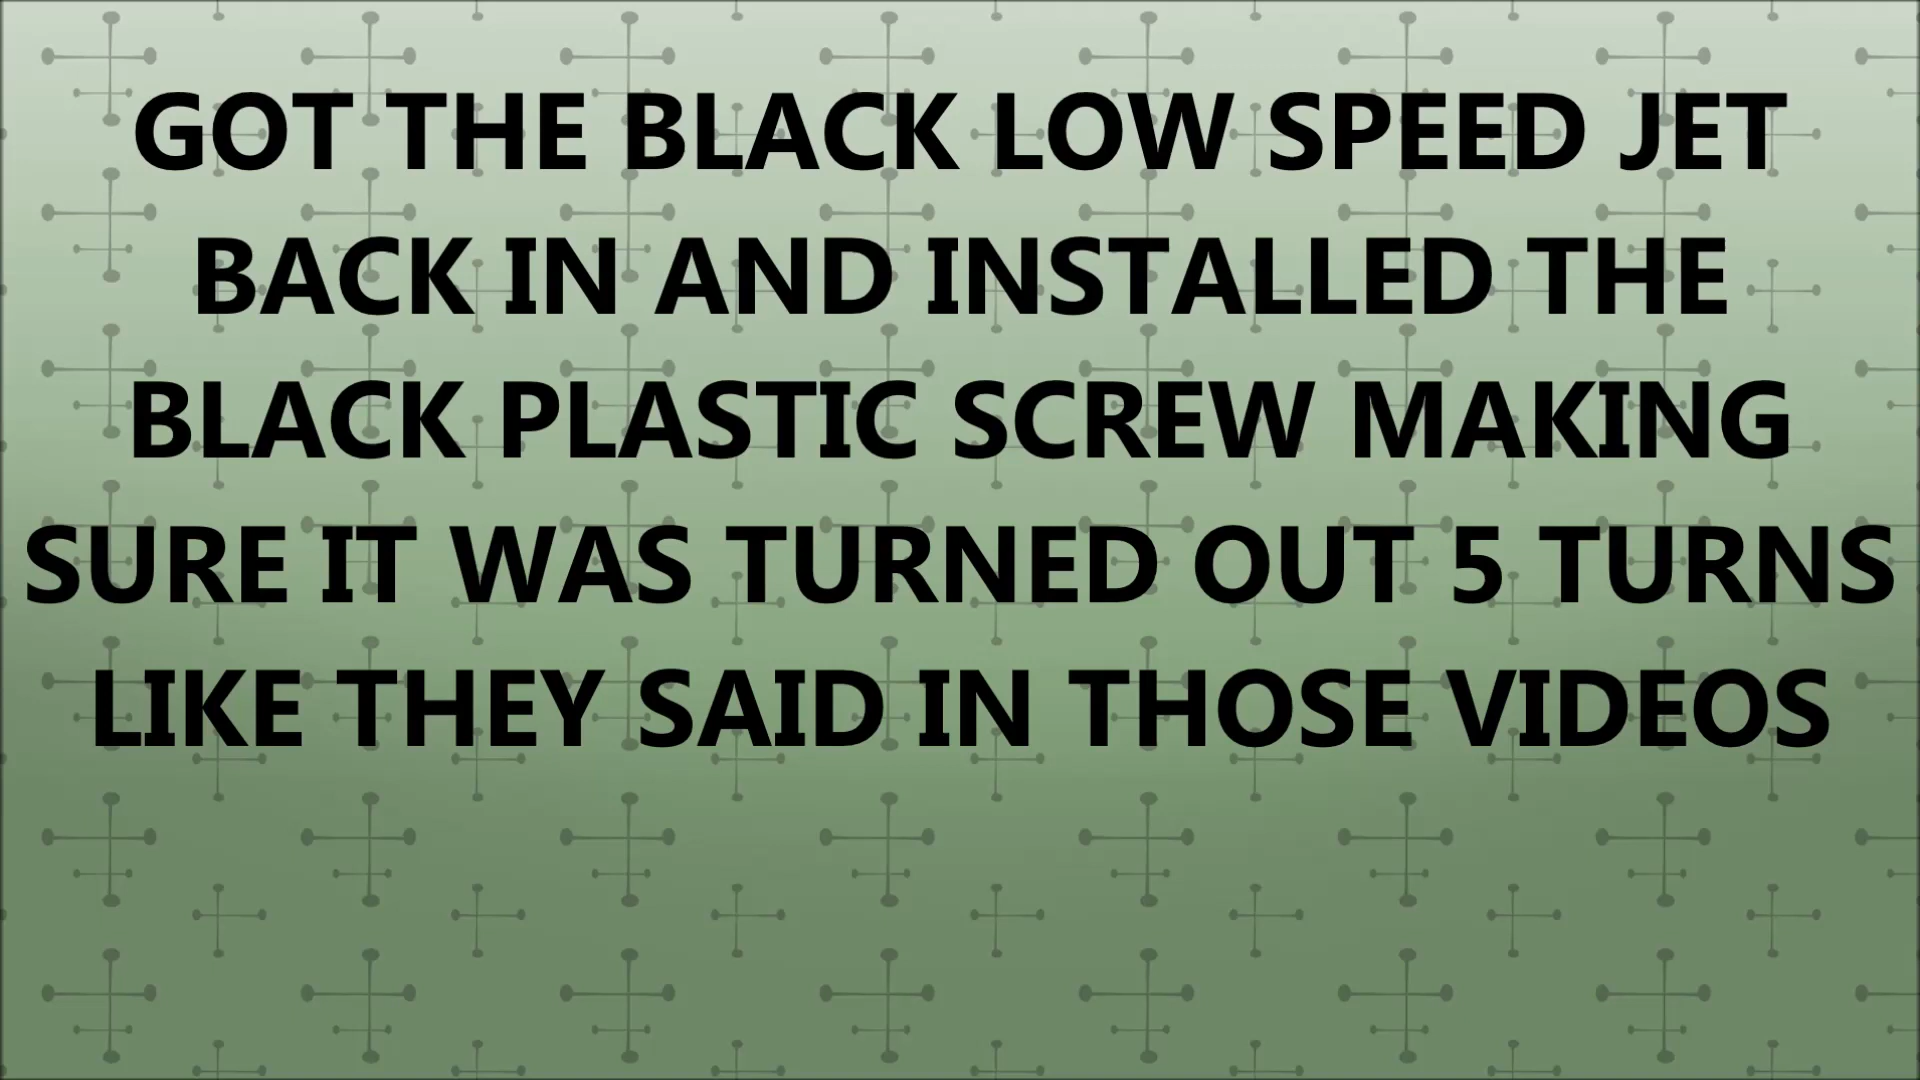 GOT THE BLACK LOW SPEED JET
BACK IN AND INSTALLED THE
BLACK PLASTIC SCREW MAKING
SURE IT WAS TURNED OUT 5 TURNS
LIKE THEY SAID IN THOSE VIDEOS